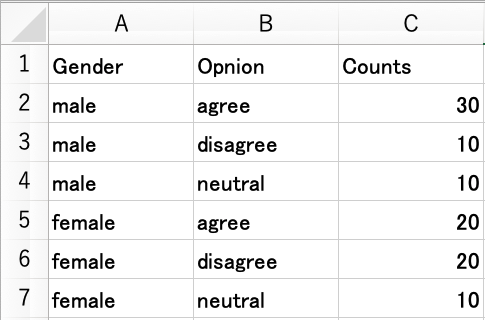 A B C
1 Gender Opnion Counts
2 male agree 30
3 male disagree 10
4 male neutral 10
5 female agree 20
6 female disagree 20
7 female neutral 10